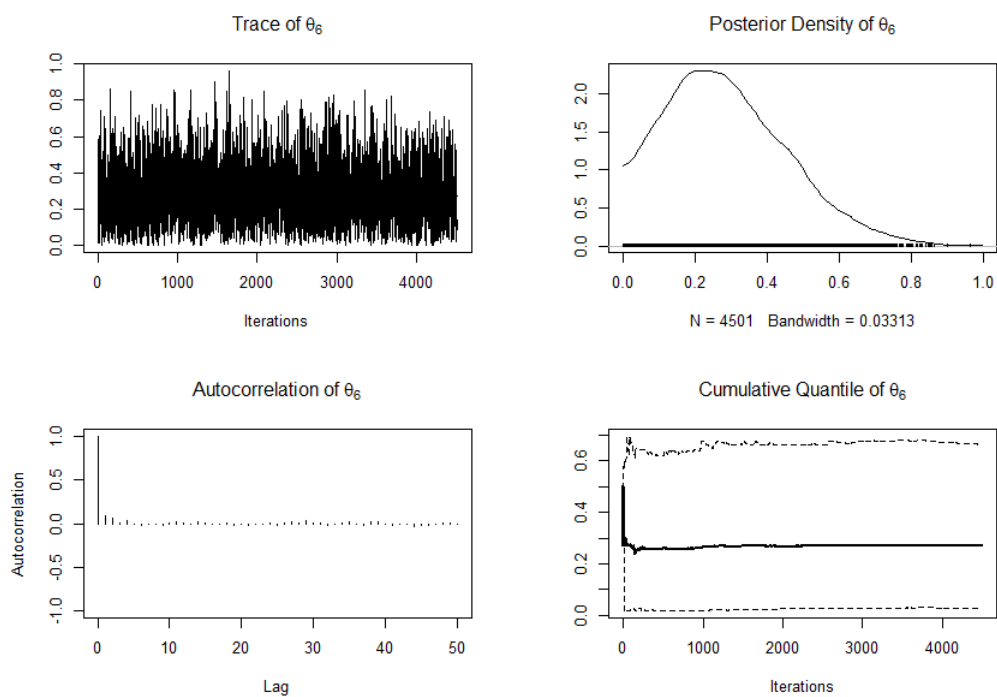 Trace of θ₆
1.0
0.8
0.6
0.4
0.2
0.0
0 1000 2000 3000 4000
Iterations
Posterior Density of θ₆
2.0
1.5
1.0
0.5
0.0
0.0 0.2 0.4 0.6 0.8 1.0
N = 4501 Bandwidth = 0.03313
Autocorrelation of θ₆
Autocorrelation
1.0
0.5
0.0
-0.5
-1.0
0 10 20 30 40 50
Lag
Cumulative Quantile of θ₆
0.6
0.4
0.2
0.0
0 1000 2000 3000 4000
Iterations